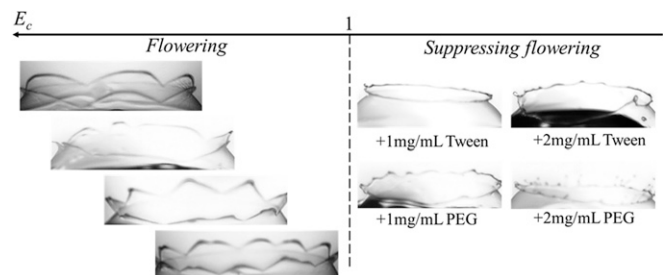 E_c
1
Flowering
Suppressing flowering
+1mg/mL Tween
+2mg/mL Tween
+1mg/mL PEG
+2mg/mL PEG